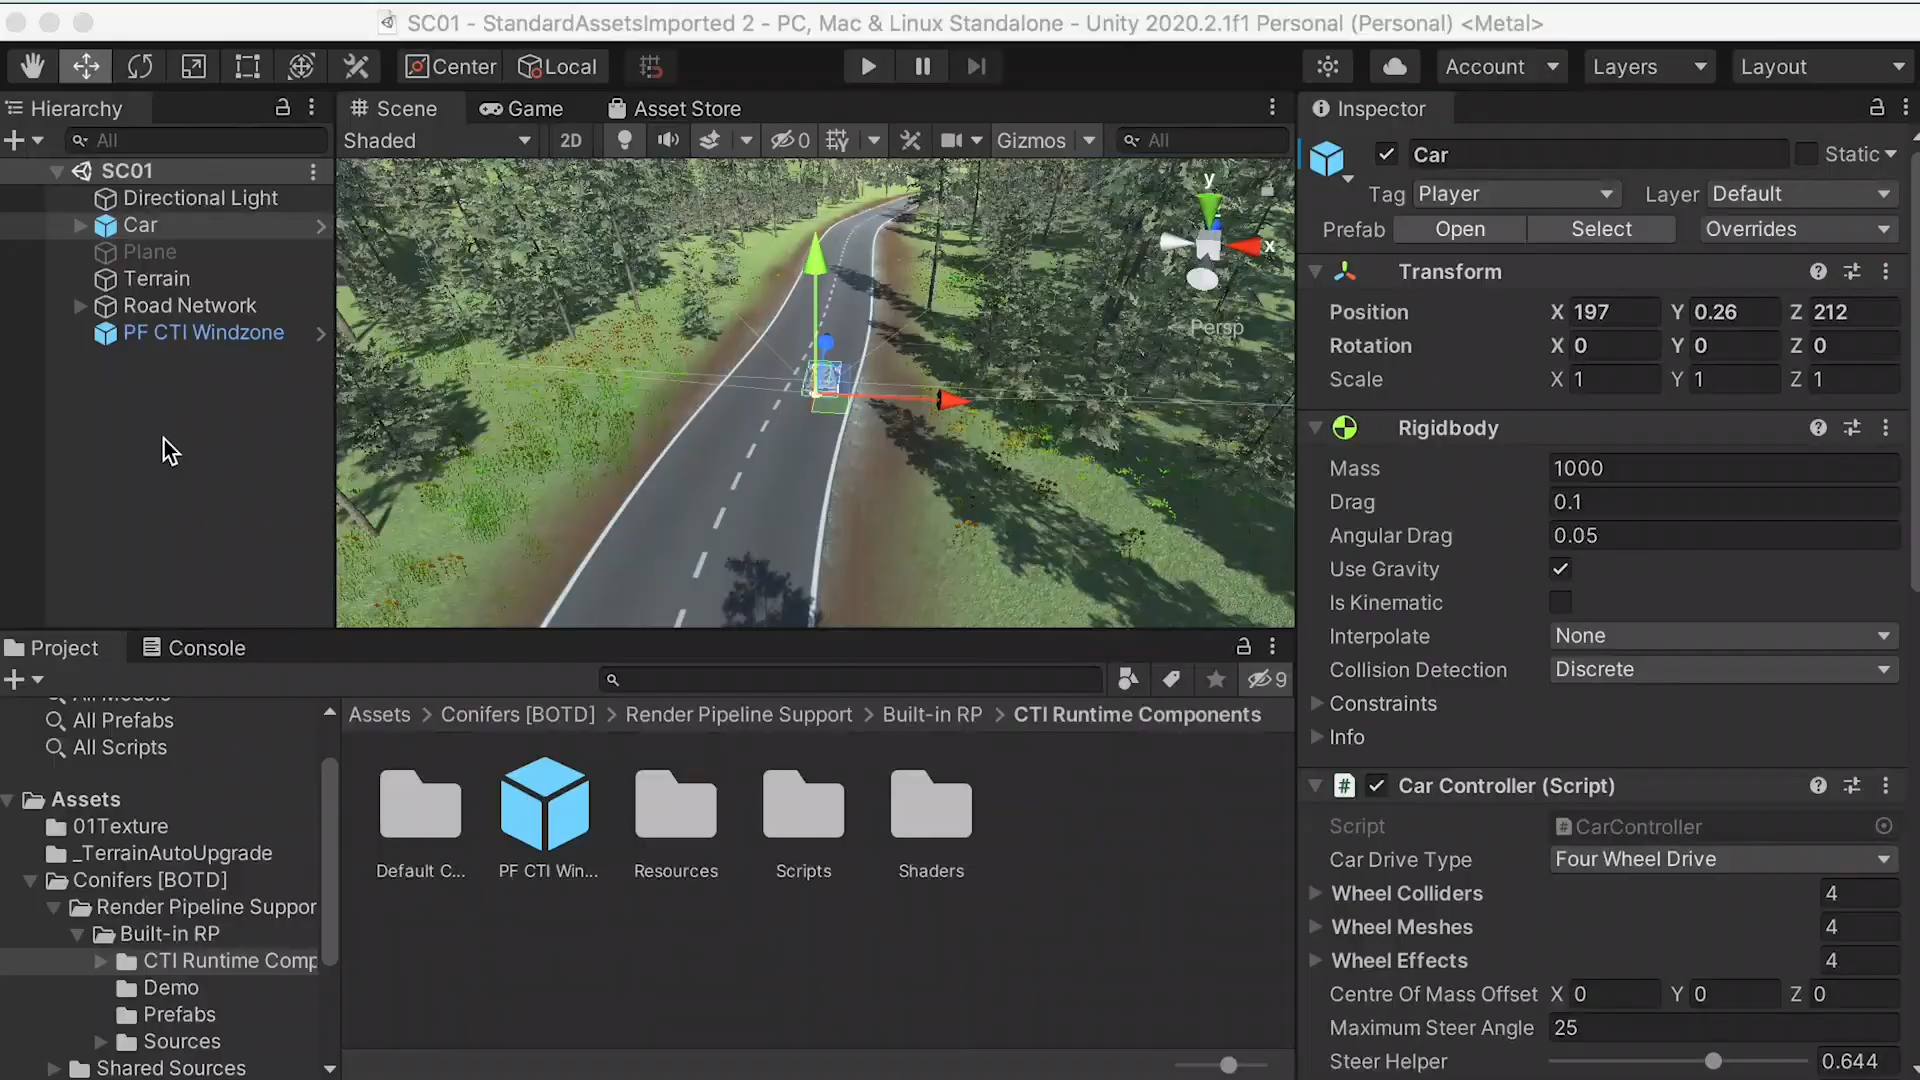 SC01 - StandardAssetsImported 2 - PC, Mac & Linux Standalone - Unity 2020.2.1f1 Personal (Personal) <Metal>
Center Local Account Layers Layout
Hierarchy
All
SC01
Directional Light
Car
Plane
Terrain
Road Network
PF CTI Windzone
Scene Game Asset Store
Shaded 2D 0 Gizmos All
y
x
Persp
Inspector
Car Static
Tag Player Layer Default
Prefab Open Select Overrides
Transform
Position X 197 Y 0.26 Z 212
Rotation X 0 Y 0 Z 0
Scale X 1 Y 1 Z 1
Rigidbody
Mass 1000
Drag 0.1
Angular Drag 0.05
Use Gravity
Is Kinematic
Interpolate None
Collision Detection Discrete
Constraints
Info
# Car Controller (Script)
Script # CarController
Car Drive Type Four Wheel Drive
Wheel Colliders 4
Wheel Meshes 4
Wheel Effects 4
Centre Of Mass Offset X 0 Y 0 Z 0
Maximum Steer Angle 25
Steer Helper 0.644
Project Console
9
All Models
All Prefabs
All Scripts
Assets
01Texture
_TerrainAutoUpgrade
Conifers [BOTD]
Render Pipeline Suppor
Built-in RP
CTI Runtime Comp
Demo
Prefabs
Sources
Shared Sources
Assets > Conifers [BOTD] > Render Pipeline Support > Built-in RP > CTI Runtime Components
Default C... PF CTI Win... Resources Scripts Shaders